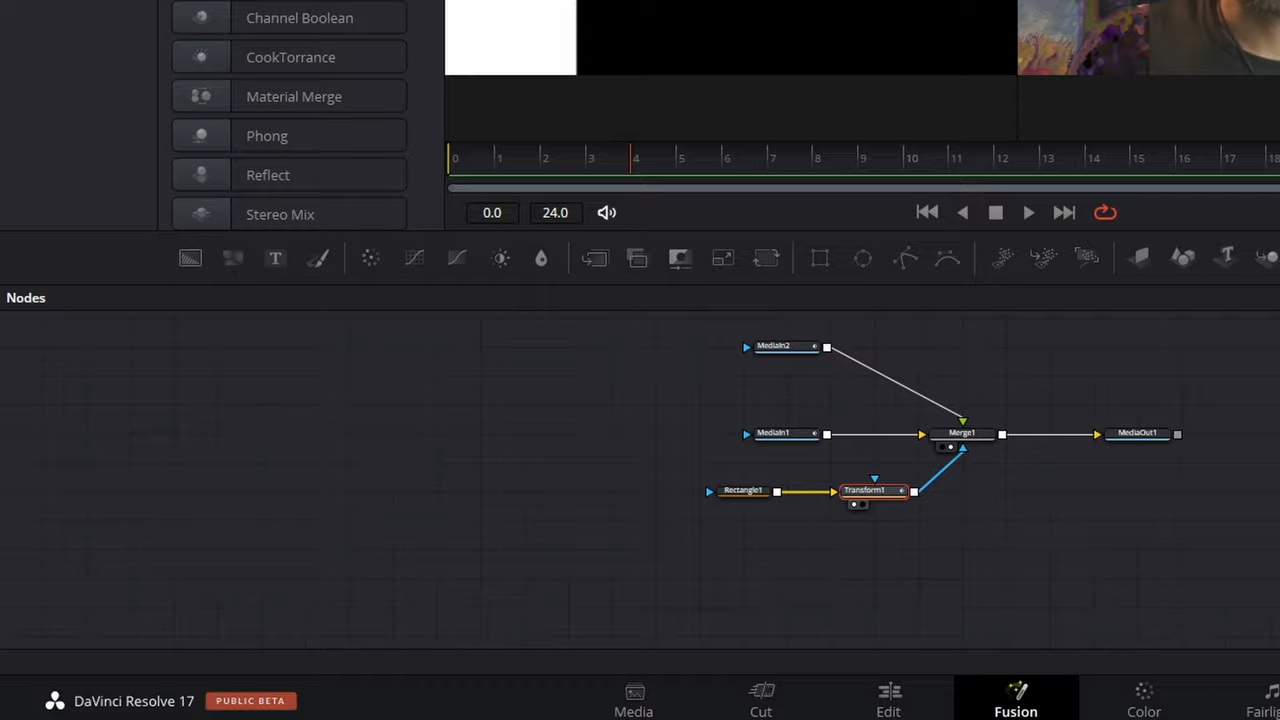 Channel Boolean
CookTorrance
Material Merge
Phong
Reflect
Stereo Mix
0 1 2 3 4 5 6 7 8 9 10 11 12 13 14 15 16 17 18
0.0 24.0
T
T
Nodes
MediaIn2
MediaIn1
Merge1
MediaOut1
Rectangle1
Transform1
DaVinci Resolve 17 PUBLIC BETA
Media Cut Edit Fusion Color Fairli